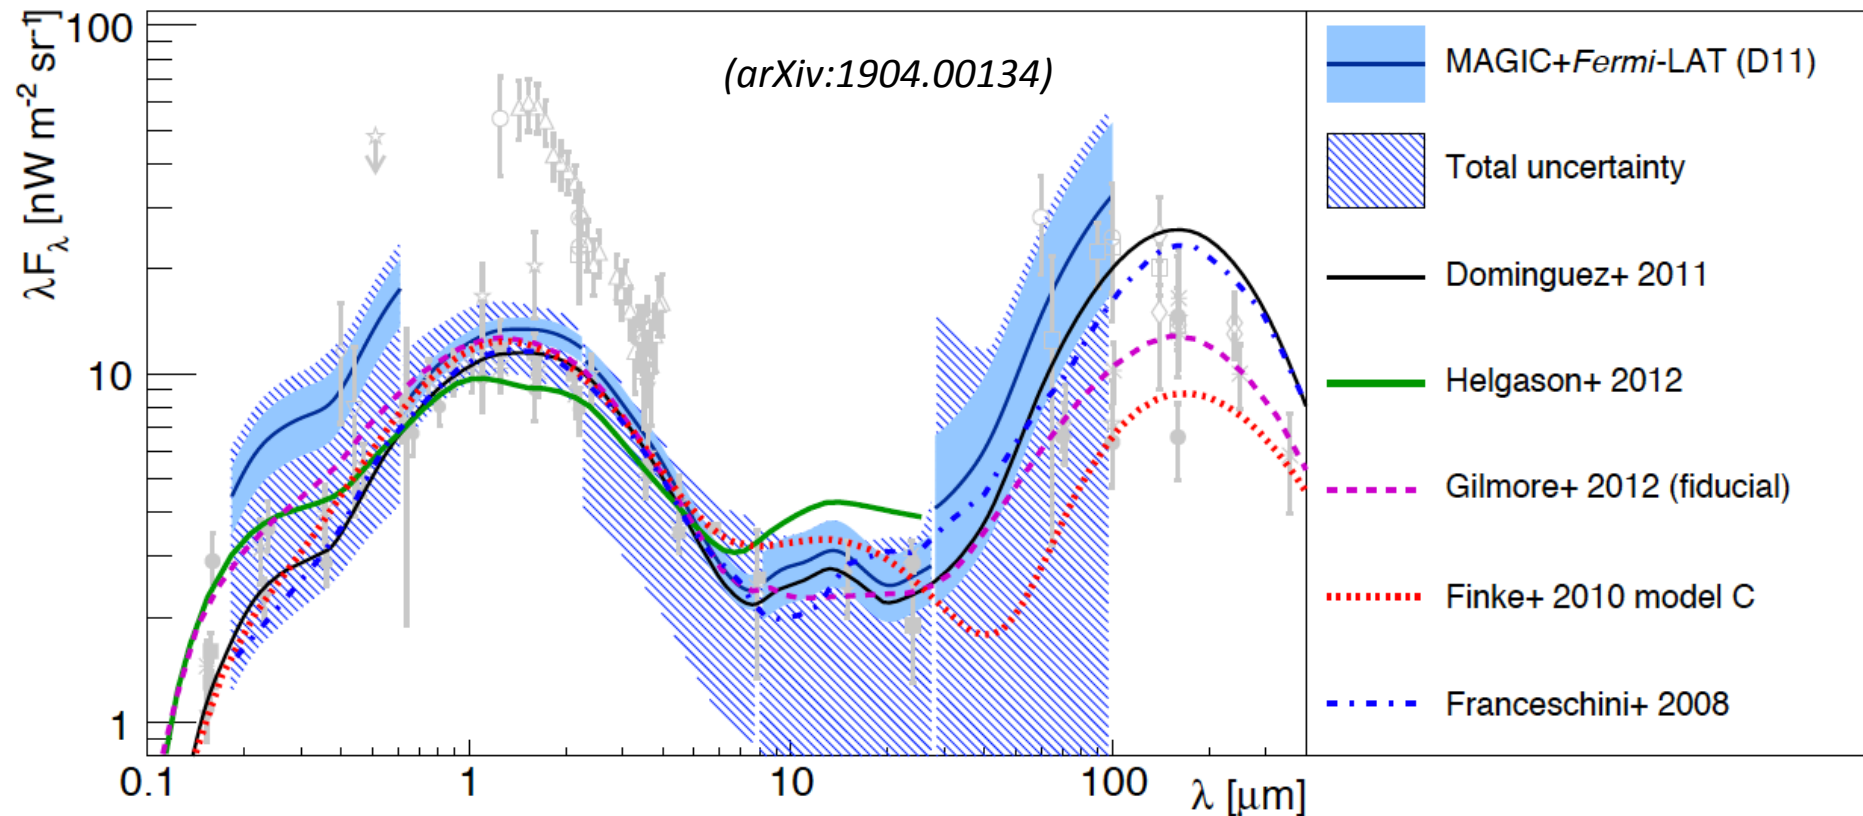 100
10
1
λF_λ [nW m⁻² sr⁻¹]
(arXiv:1904.00134)
0.1
1
10
100
λ [μm]
MAGIC+Fermi-LAT (D11)
Total uncertainty
Dominguez+ 2011
Helgason+ 2012
Gilmore+ 2012 (fiducial)
Finke+ 2010 model C
Franceschini+ 2008